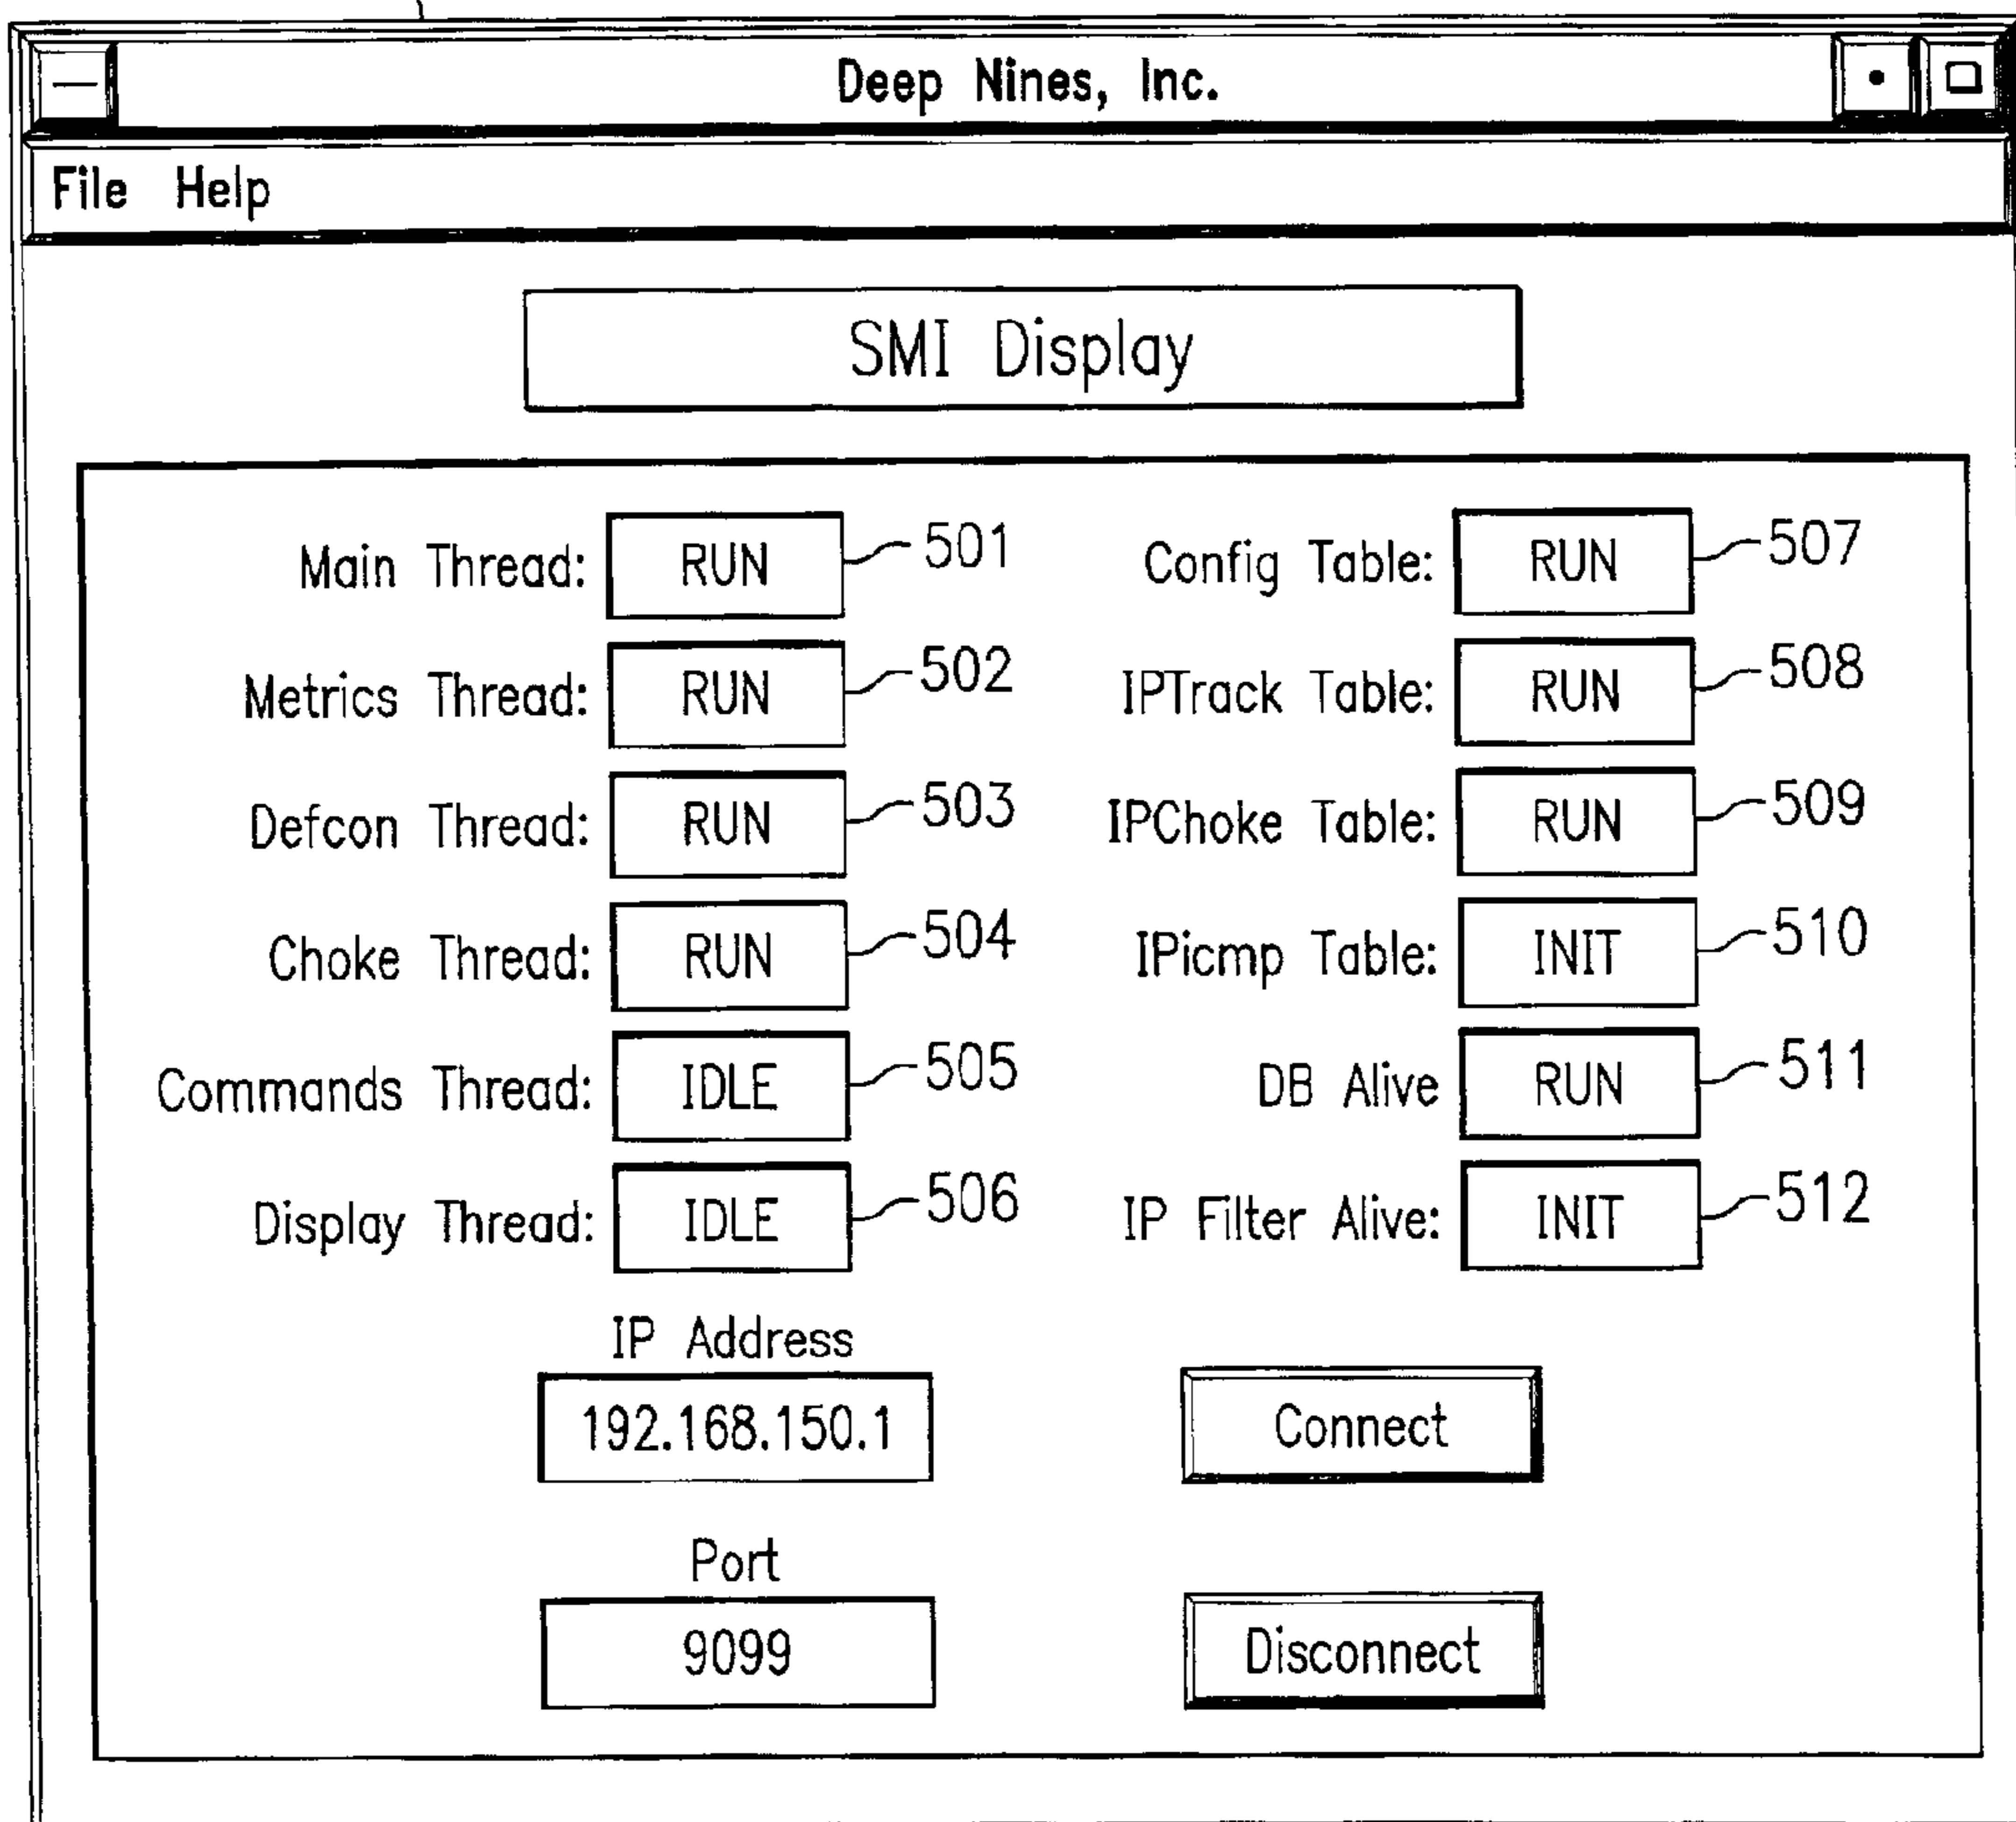 Deep Nines, Inc.
File Help
SMI Display
Main Thread: RUN 501 Config Table: RUN 507
Metrics Thread: RUN 502 IPTrack Table: RUN 508
Defcon Thread: RUN 503 IPChoke Table: RUN 509
Choke Thread: RUN 504 IPicmp Table: INIT 510
Commands Thread: IDLE 505 DB Alive RUN 511
Display Thread: IDLE 506 IP Filter Alive: INIT 512
IP Address
192.168.150.1 Connect
Port
9099 Disconnect